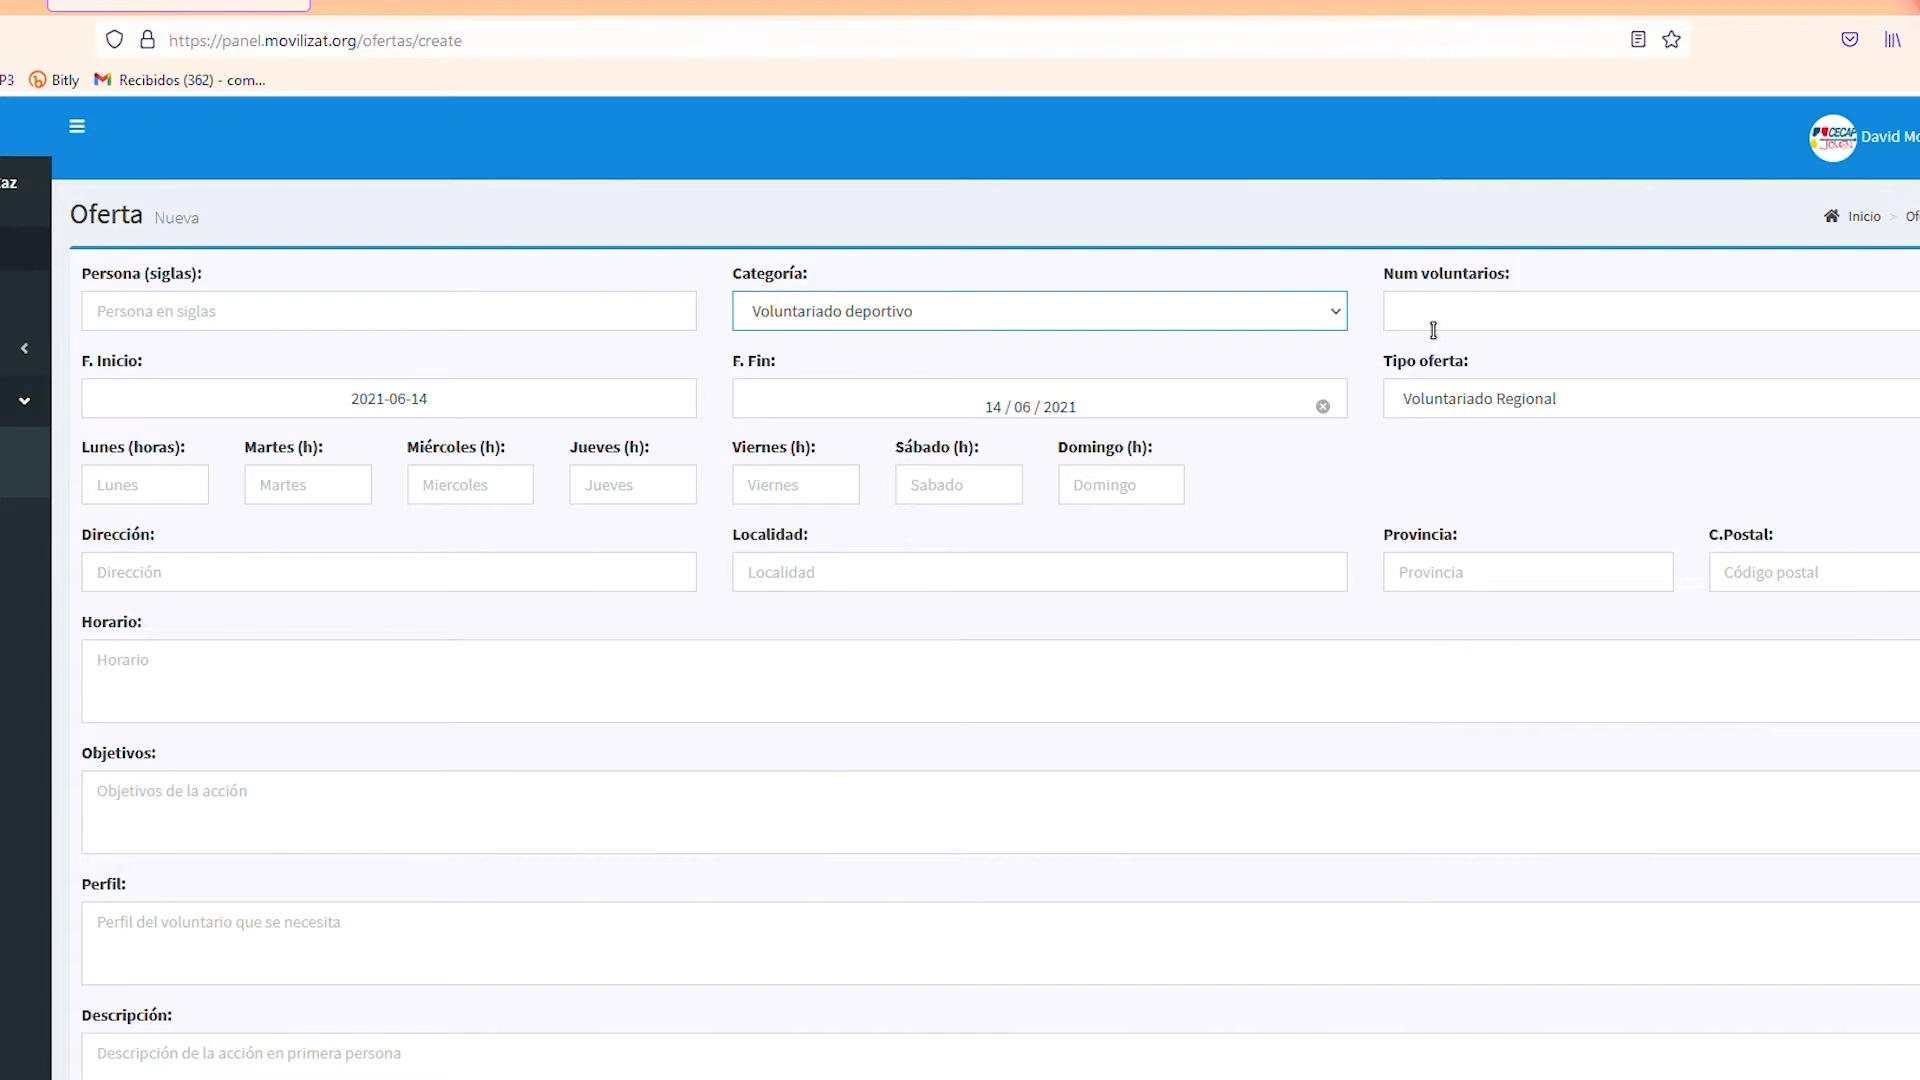 https://panel.movilizat.org/ofertas/create
P3 Bitly Recibidos (362) - com...
CECAP JOVEN David Mo
az
Oferta Nueva
Inicio > Of
Persona (siglas): Categoría: Num voluntarios:
Persona en siglas Voluntariado deportivo
F. Inicio: F. Fin: Tipo oferta:
2021-06-14 14 / 06 / 2021 Voluntariado Regional
Lunes (horas): Martes (h): Miércoles (h): Jueves (h): Viernes (h): Sábado (h): Domingo (h):
Lunes Martes Miercoles Jueves Viernes Sabado Domingo
Dirección: Localidad: Provincia: C.Postal:
Dirección Localidad Provincia Código postal
Horario:
Horario
Objetivos:
Objetivos de la acción
Perfil:
Perfil del voluntario que se necesita
Descripción:
Descripción de la acción en primera persona